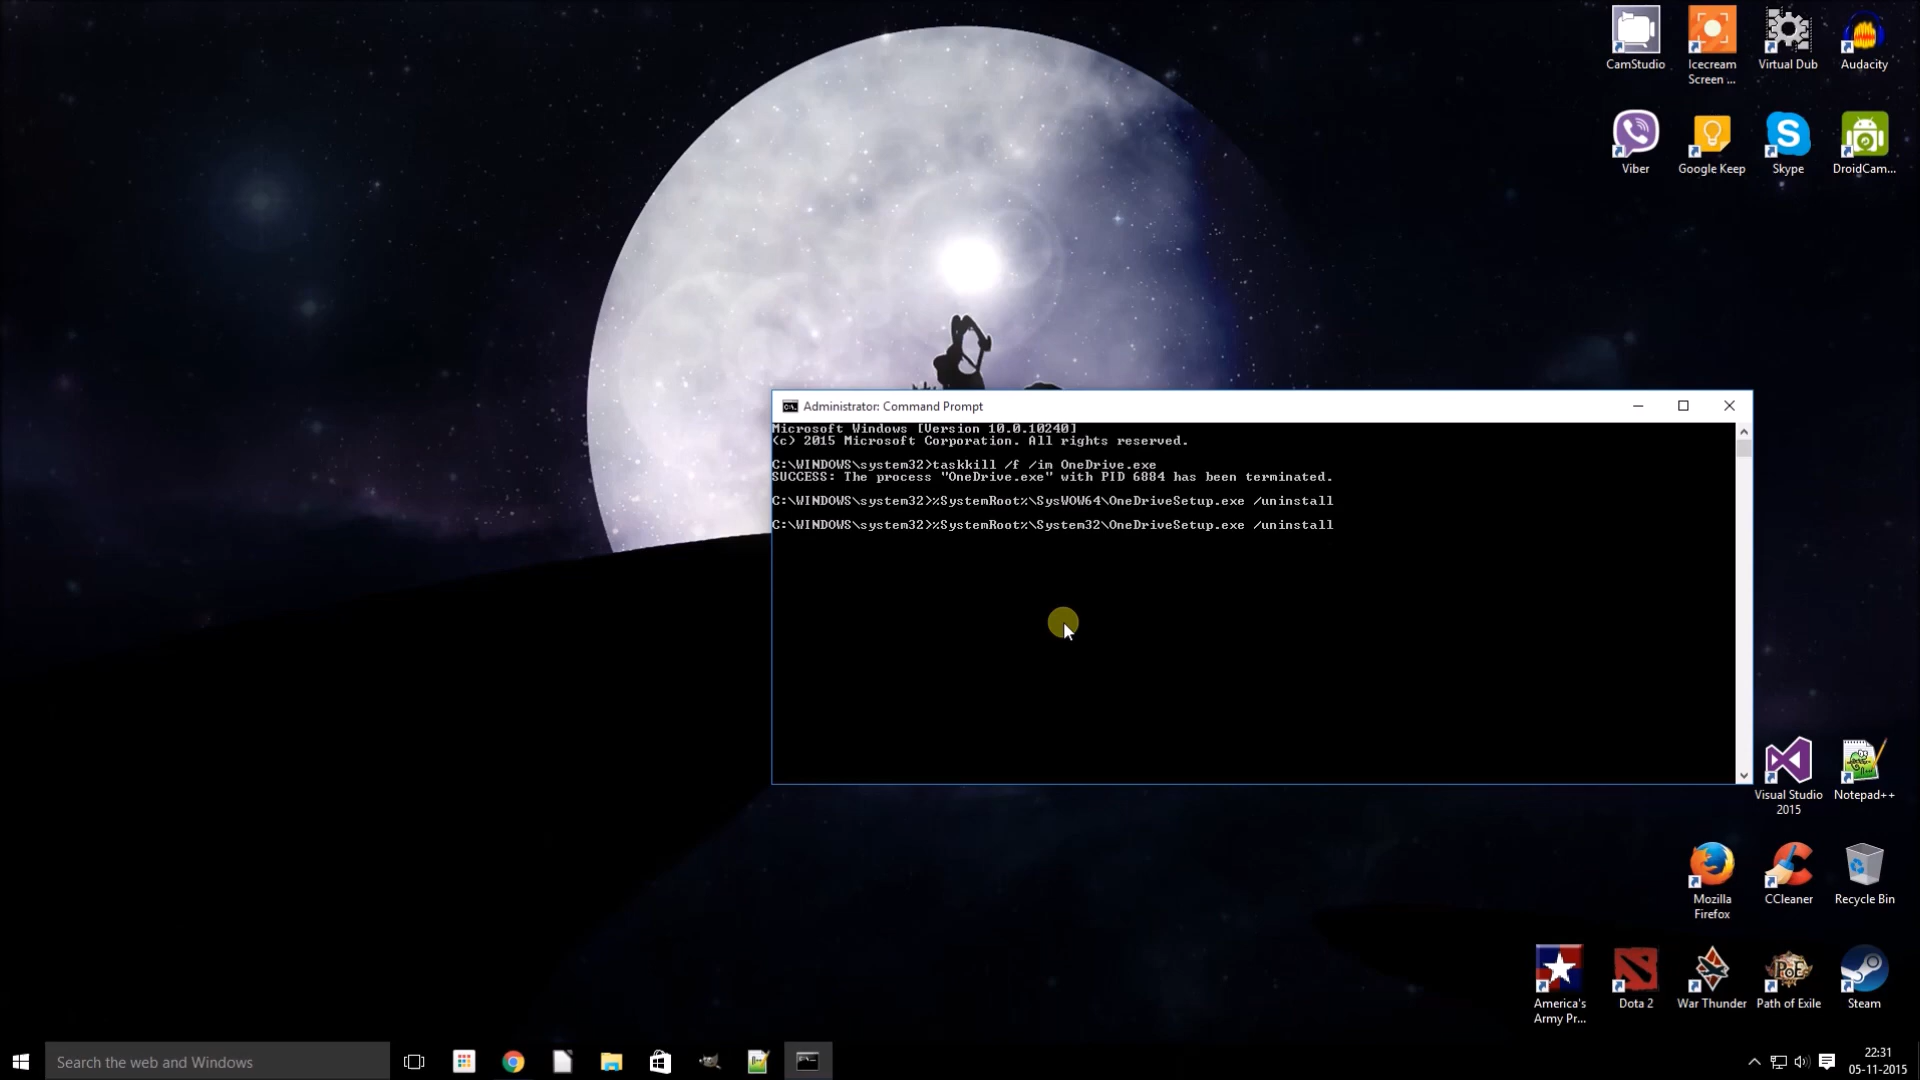 CamStudio
Icecream
Screen ...
Virtual Dub
Audacity
Viber
Google Keep
Skype
DroidCam...
Administrator: Command Prompt
Microsoft Windows [Version 10.0.10240]
(c) 2015 Microsoft Corporation. All rights reserved.
C:\WINDOWS\system32>taskkill /f /im OneDrive.exe
SUCCESS: The process "OneDrive.exe" with PID 6884 has been terminated.
C:\WINDOWS\system32>%SystemRoot%\SysWOW64\OneDriveSetup.exe /uninstall
C:\WINDOWS\system32>%SystemRoot%\System32\OneDriveSetup.exe /uninstall
Visual Studio
2015
Notepad++
Mozilla
Firefox
CCleaner
Recycle Bin
America's
Army Pr...
Dota 2
War Thunder
Path of Exile
Steam
Search the web and Windows
22:31
05-11-2015